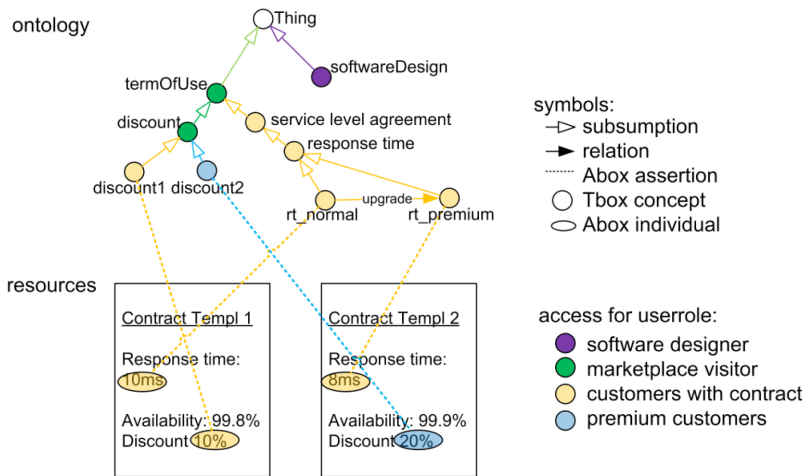 ontology
Thing
softwareDesign
termOfUse
discount
service level agreement
response time
discount1
discount2
rt_normal
upgrade
rt_premium
symbols:
subsumption
relation
Abox assertion
Tbox concept
Abox individual
resources
Contract Templ 1
Response time:
10ms
Availability: 99.8%
Discount 10%
Contract Templ 2
Response time:
8ms
Availability: 99.9%
Discount 20%
access for userrole:
software designer
marketplace visitor
customers with contract
premium customers